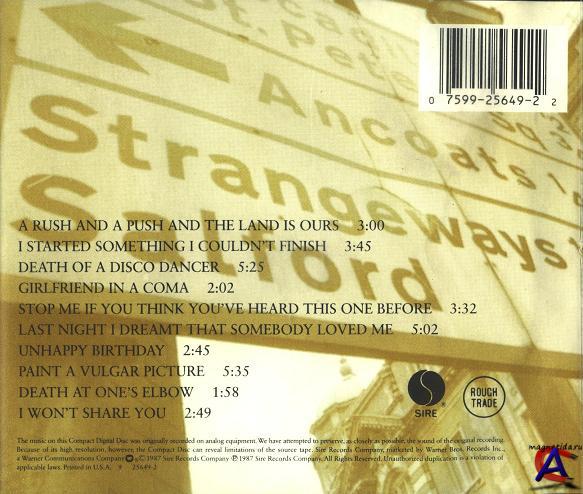 St. Pete
Ancoats 1
Sq 3
Strangeways
Salford
0 7599-25649-2 2
A RUSH AND A PUSH AND THE LAND IS OURS 3:00
I STARTED SOMETHING I COULDN'T FINISH 3:45
DEATH OF A DISCO DANCER 5:25
GIRLFRIEND IN A COMA 2:02
STOP ME IF YOU THINK YOU'VE HEARD THIS ONE BEFORE 3:32
LAST NIGHT I DREAMT THAT SOMEBODY LOVED ME 5:02
UNHAPPY BIRTHDAY 2:45
PAINT A VULGAR PICTURE 5:35
DEATH AT ONE'S ELBOW 1:58
I WON'T SHARE YOU 2:49
SIRE
ROUGH
TRADE
magnetida.ru
The music on this Compact Digital Disc was originally recorded on analog equipment. We have attempted to preserve, as closely as possible, the sound of the original recording.
Because of its high resolution, however, the Compact Disc can reveal limitations of the source tape. Sire Records Company, marketed by Warner Bros. Records Inc.,
a Warner Communications Company © 1987 Sire Records Company ℗ 1987 Sire Records Company. All Rights Reserved. Unauthorized duplication is a violation of
applicable laws. Printed in U.S.A. 9 25649-2